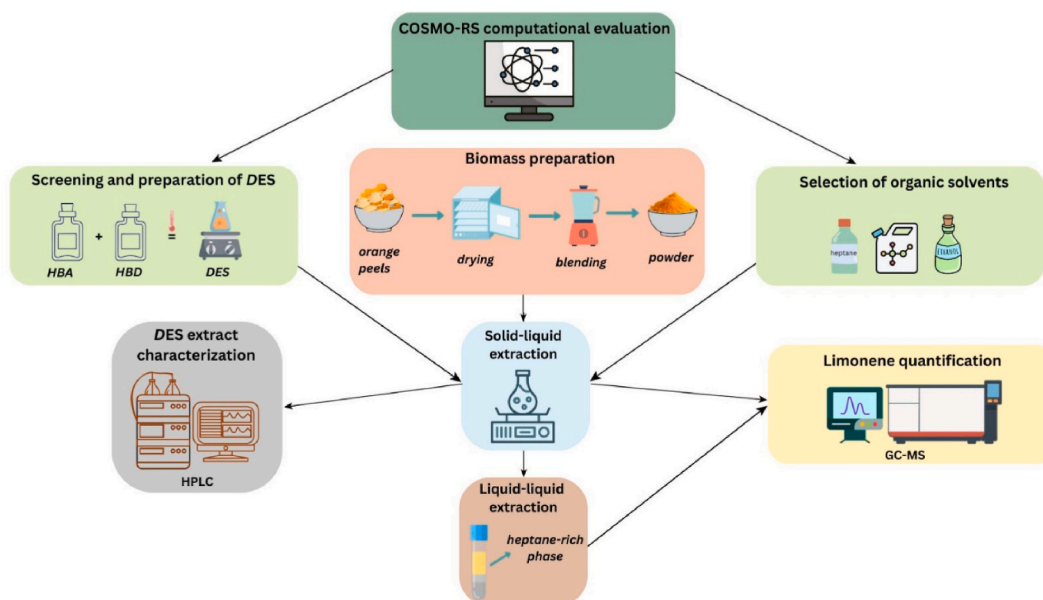 COSMO-RS computational evaluation
Screening and preparation of DES
HBA
+
HBD
=
DES
Biomass preparation
orange
peels
drying
blending
powder
Selection of organic solvents
heptane
ETHANOL
DES extract
characterization
HPLC
Solid-liquid
extraction
Limonene quantification
GC-MS
Liquid-liquid
extraction
heptane-rich
phase